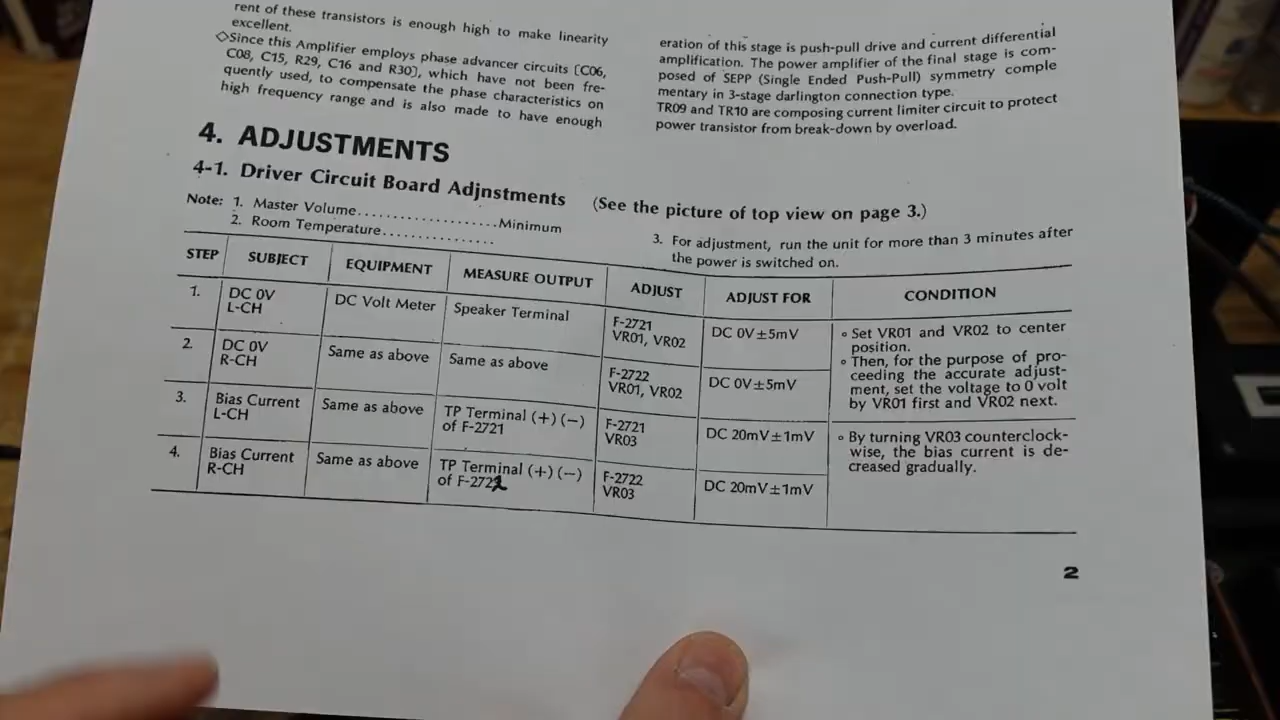 rent of these transistors is enough high to make linearity
excellent.
◇Since this Amplifier employs phase advancer circuits [C06,
C08, C15, R29, C16 and R30], which have not been fre-
quently used, to compensate the phase characteristics on
high frequency range and is also made to have enough
eration of this stage is push-pull drive and current differential
amplification. The power amplifier of the final stage is com-
posed of SEPP (Single Ended Push-Pull) symmetry comple
mentary in 3-stage darlington connection type.
TR09 and TR10 are composing current limiter circuit to protect
power transistor from break-down by overload.
4. ADJUSTMENTS
4-1. Driver Circuit Board Adjnstments (See the picture of top view on page 3.)
Note: 1. Master Volume...................Minimum
2. Room Temperature................
3. For adjustment, run the unit for more than 3 minutes after
the power is switched on.
STEP SUBJECT EQUIPMENT MEASURE OUTPUT ADJUST ADJUST FOR CONDITION
1. DC 0V
L-CH
DC Volt Meter
Speaker Terminal
F-2721
VR01, VR02
DC 0V±5mV
2. DC 0V
R-CH
Same as above
Same as above
F-2722
VR01, VR02
DC 0V±5mV
∘ Set VR01 and VR02 to center
position.
∘ Then, for the purpose of pro-
ceeding the accurate adjust-
ment, set the voltage to 0 volt
by VR01 first and VR02 next.
3. Bias Current
L-CH
Same as above
TP Terminal (+) (−)
of F-2721
F-2721
VR03
DC 20mV±1mV
4. Bias Current
R-CH
Same as above
TP Terminal (+) (−)
of F-2722
F-2722
VR03
DC 20mV±1mV
∘ By turning VR03 counterclock-
wise, the bias current is de-
creased gradually.
2